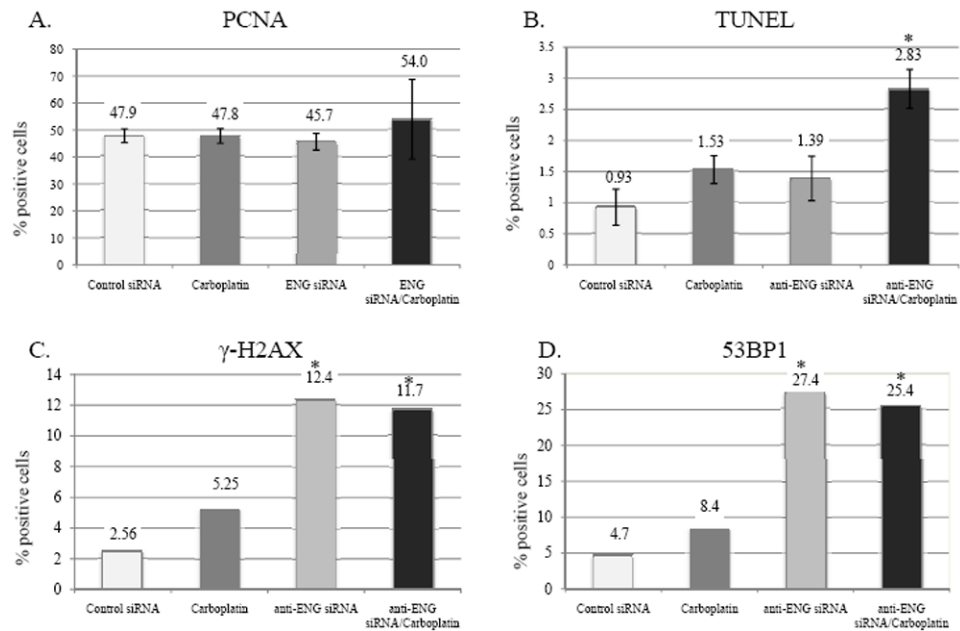 A. PCNA
% positive cells
80
70
60
50
40
30
20
10
0
47.9
47.8
45.7
54.0
Control siRNA
Carboplatin
ENG siRNA
ENG
siRNA/Carboplatin
B. TUNEL
% positive cells
3.5
3
2.5
2
1.5
1
0.5
0
0.93
1.53
1.39
*
2.83
Control siRNA
Carboplatin
anti-ENG siRNA
anti-ENG
siRNA/Carboplatin
C. γ-H2AX
% positive cells
14
12
10
8
6
4
2
0
2.56
5.25
*
12.4
*
11.7
Control siRNA
Carboplatin
anti-ENG siRNA
anti-ENG
siRNA/Carboplatin
D. 53BP1
% positive cells
30
25
20
15
10
5
0
4.7
8.4
*
27.4
*
25.4
Control siRNA
Carboplatin
anti-ENG siRNA
anti-ENG
siRNA/Carboplatin